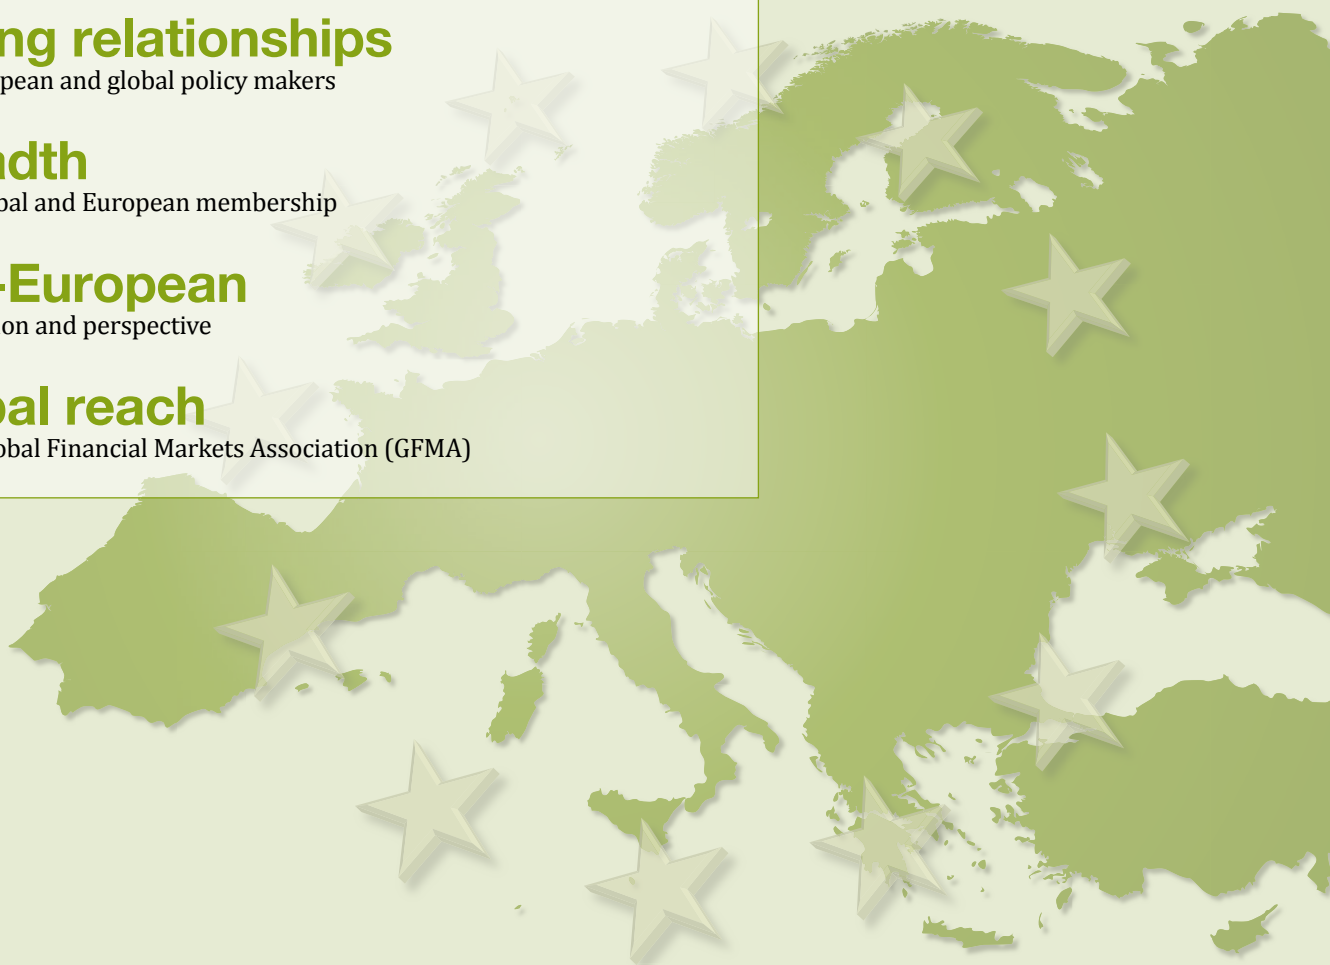 ng relationships
pean and global policy makers
adth
bal and European membership
-European
on and perspective
bal reach
obal Financial Markets Association (GFMA)